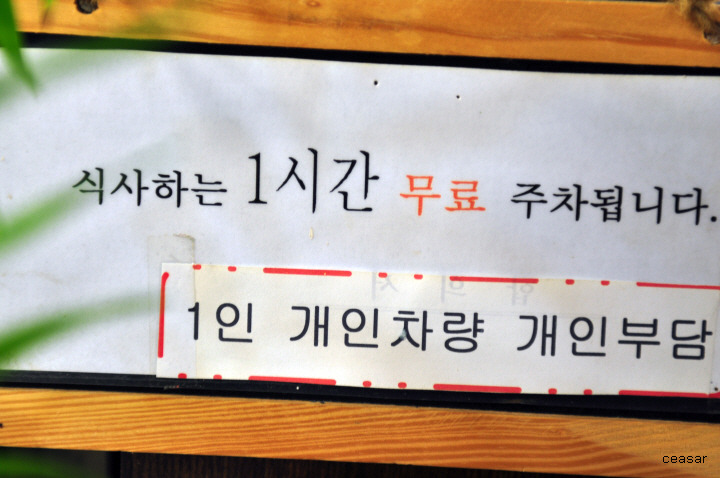 식사하는 1시간 무료 주차됩니다.
1인 개인차량 개인부담
ceasar